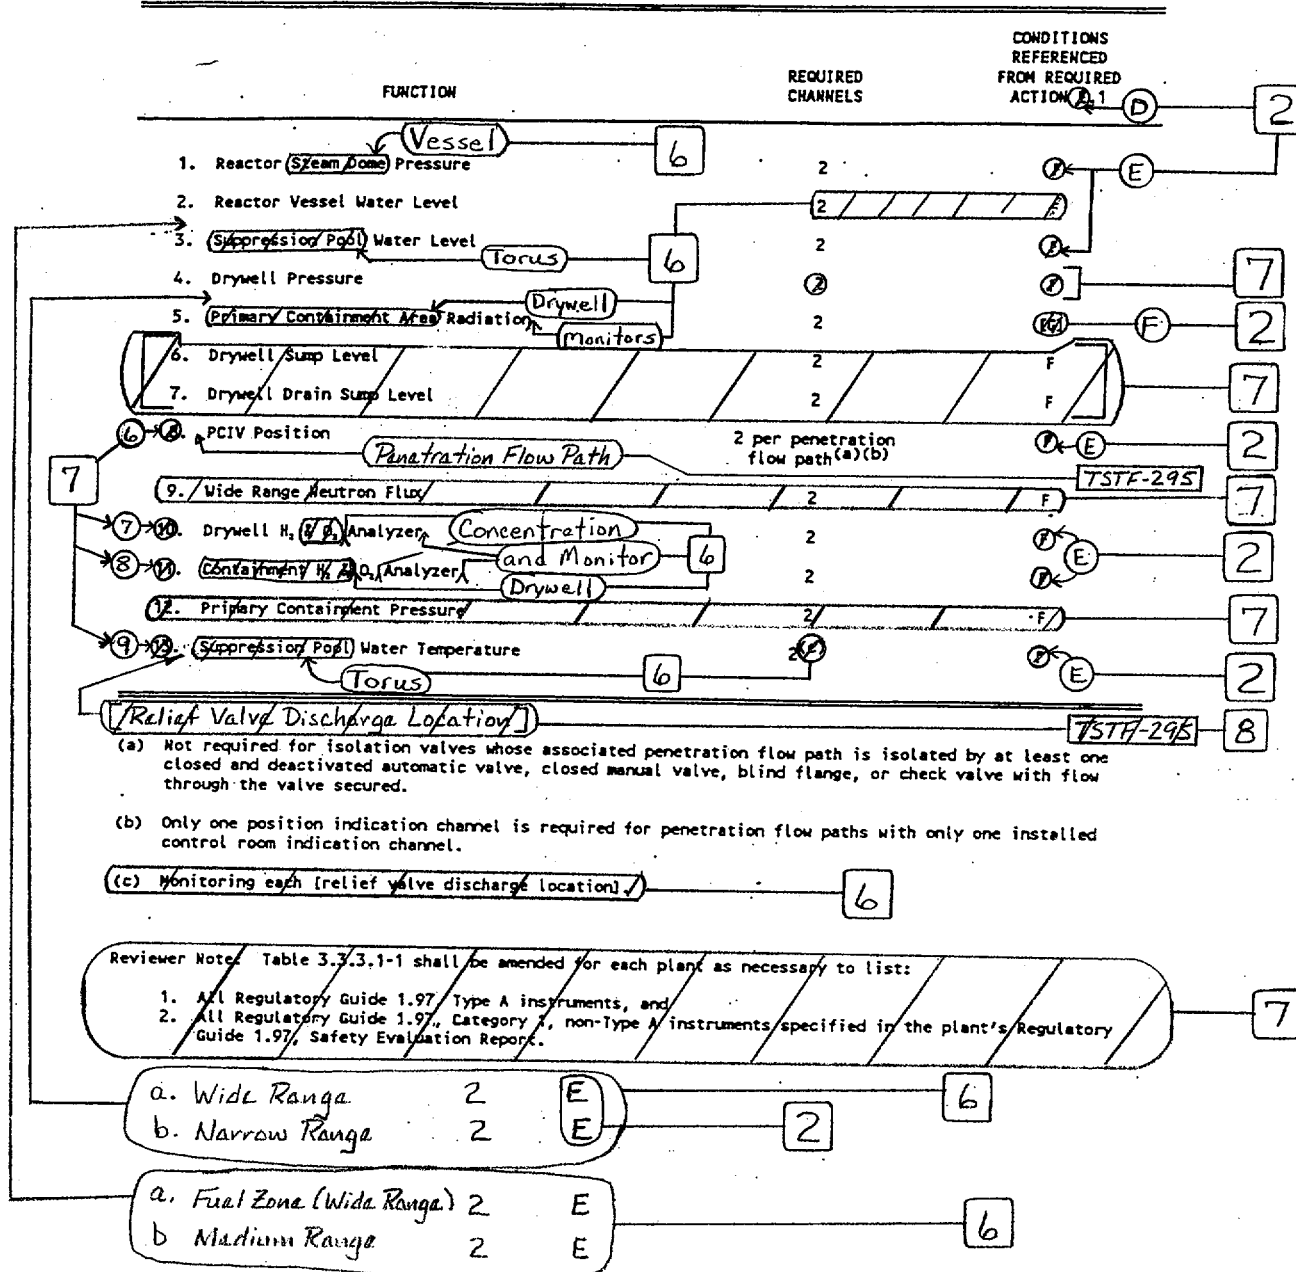 CONDITIONS
REFERENCED
FROM REQUIRED
ACTION .1 D 2
REQUIRED
CHANNELS
FUNCTION
Vessel 6
1. Reactor (Steam Dome) Pressure 2 F E
2. Reactor Vessel Water Level 2
3. (Suppression Pool) Water Level 2 F
Torus 6
4. Drywell Pressure 2 F 7
Drywell
5. (Primary Containment Area) Radiation 2 F 2
Monitors
6. Drywell Sump Level 2 F
7. Drywell Drain Sump Level 2 F 7
6 8. PCIV Position 2 per penetration
flow path(a)(b) F E 2
Penetration Flow Path TSTF-295
7
9. Wide Range Neutron Flux 2 F 7
7 10. Drywell H₂ & O₂ Analyzer 2 F
Concentration
and Monitor 6 E 2
8 11. Containment H₂ & O₂ Analyzer 2 F
Drywell
12. Primary Containment Pressure 2 F 7
9 13. (Suppression Pool) Water Temperature 2(c) F E 2
Torus 6
[Relief Valve Discharge Location] TSTF-295 8
(a) Not required for isolation valves whose associated penetration flow path is isolated by at least one
closed and deactivated automatic valve, closed manual valve, blind flange, or check valve with flow
through the valve secured.
(b) Only one position indication channel is required for penetration flow paths with only one installed
control room indication channel.
(c) Monitoring each [relief valve discharge location]. 6
Reviewer Note: Table 3.3.3.1-1 shall be amended for each plant as necessary to list:
1. All Regulatory Guide 1.97, Type A instruments, and
2. All Regulatory Guide 1.97, Category I, non-Type A instruments specified in the plant's Regulatory
Guide 1.97, Safety Evaluation Report.
7
a. Wide Range 2 E 6
b. Narrow Range 2 E 2
a. Fuel Zone (Wide Range) 2 E
b Medium Range 2 E 6